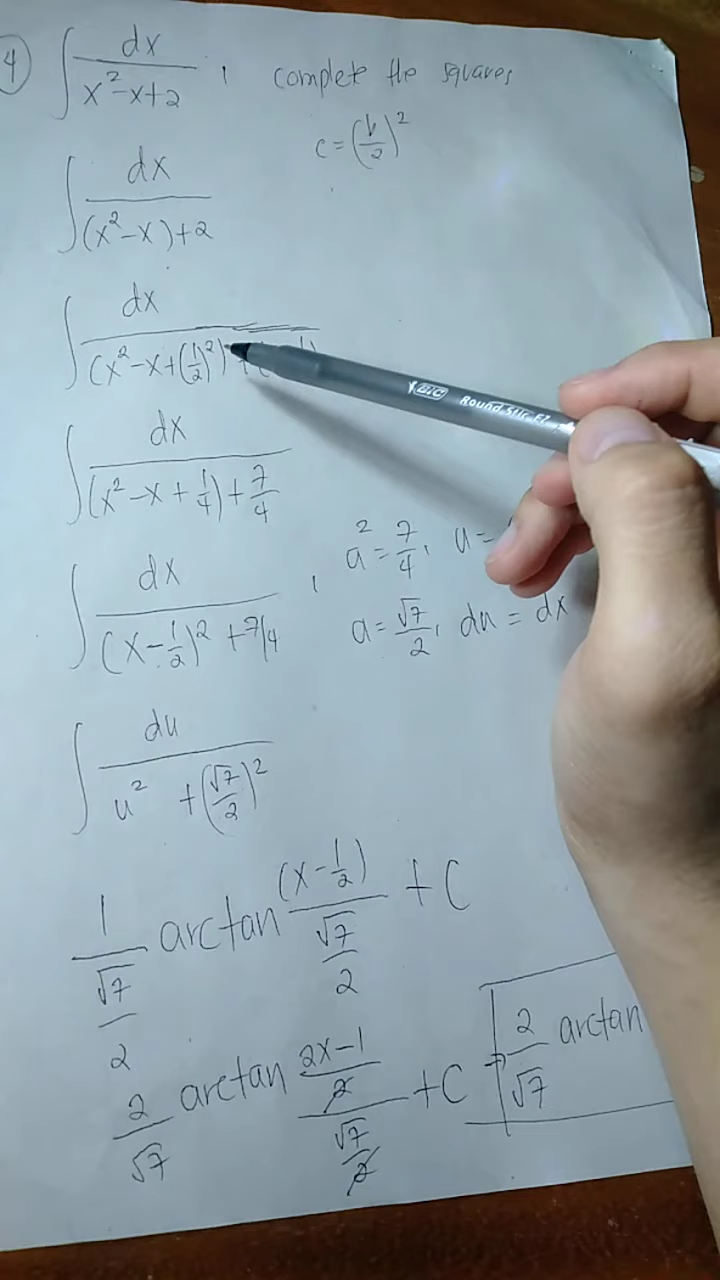 4 ∫ dx / x²-x+2 , complete the squares
c = (b/2)²
∫ dx / (x²-x)+2
∫ dx / (x²-x+(1/2)²) + (
BIC Round Stic
∫ dx / (x²-x+1/4)+7/4
a² = 7/4, u =
∫ dx / (x-1/2)² +7/4 ,
a = √7/2, du = dx
∫ du / u² +(√7/2)²
1 / √7/2 arctan (x-1/2) / √7/2 + C
2/√7 arctan 2x-1/2 / √7/2 +C → 2/√7 arctan